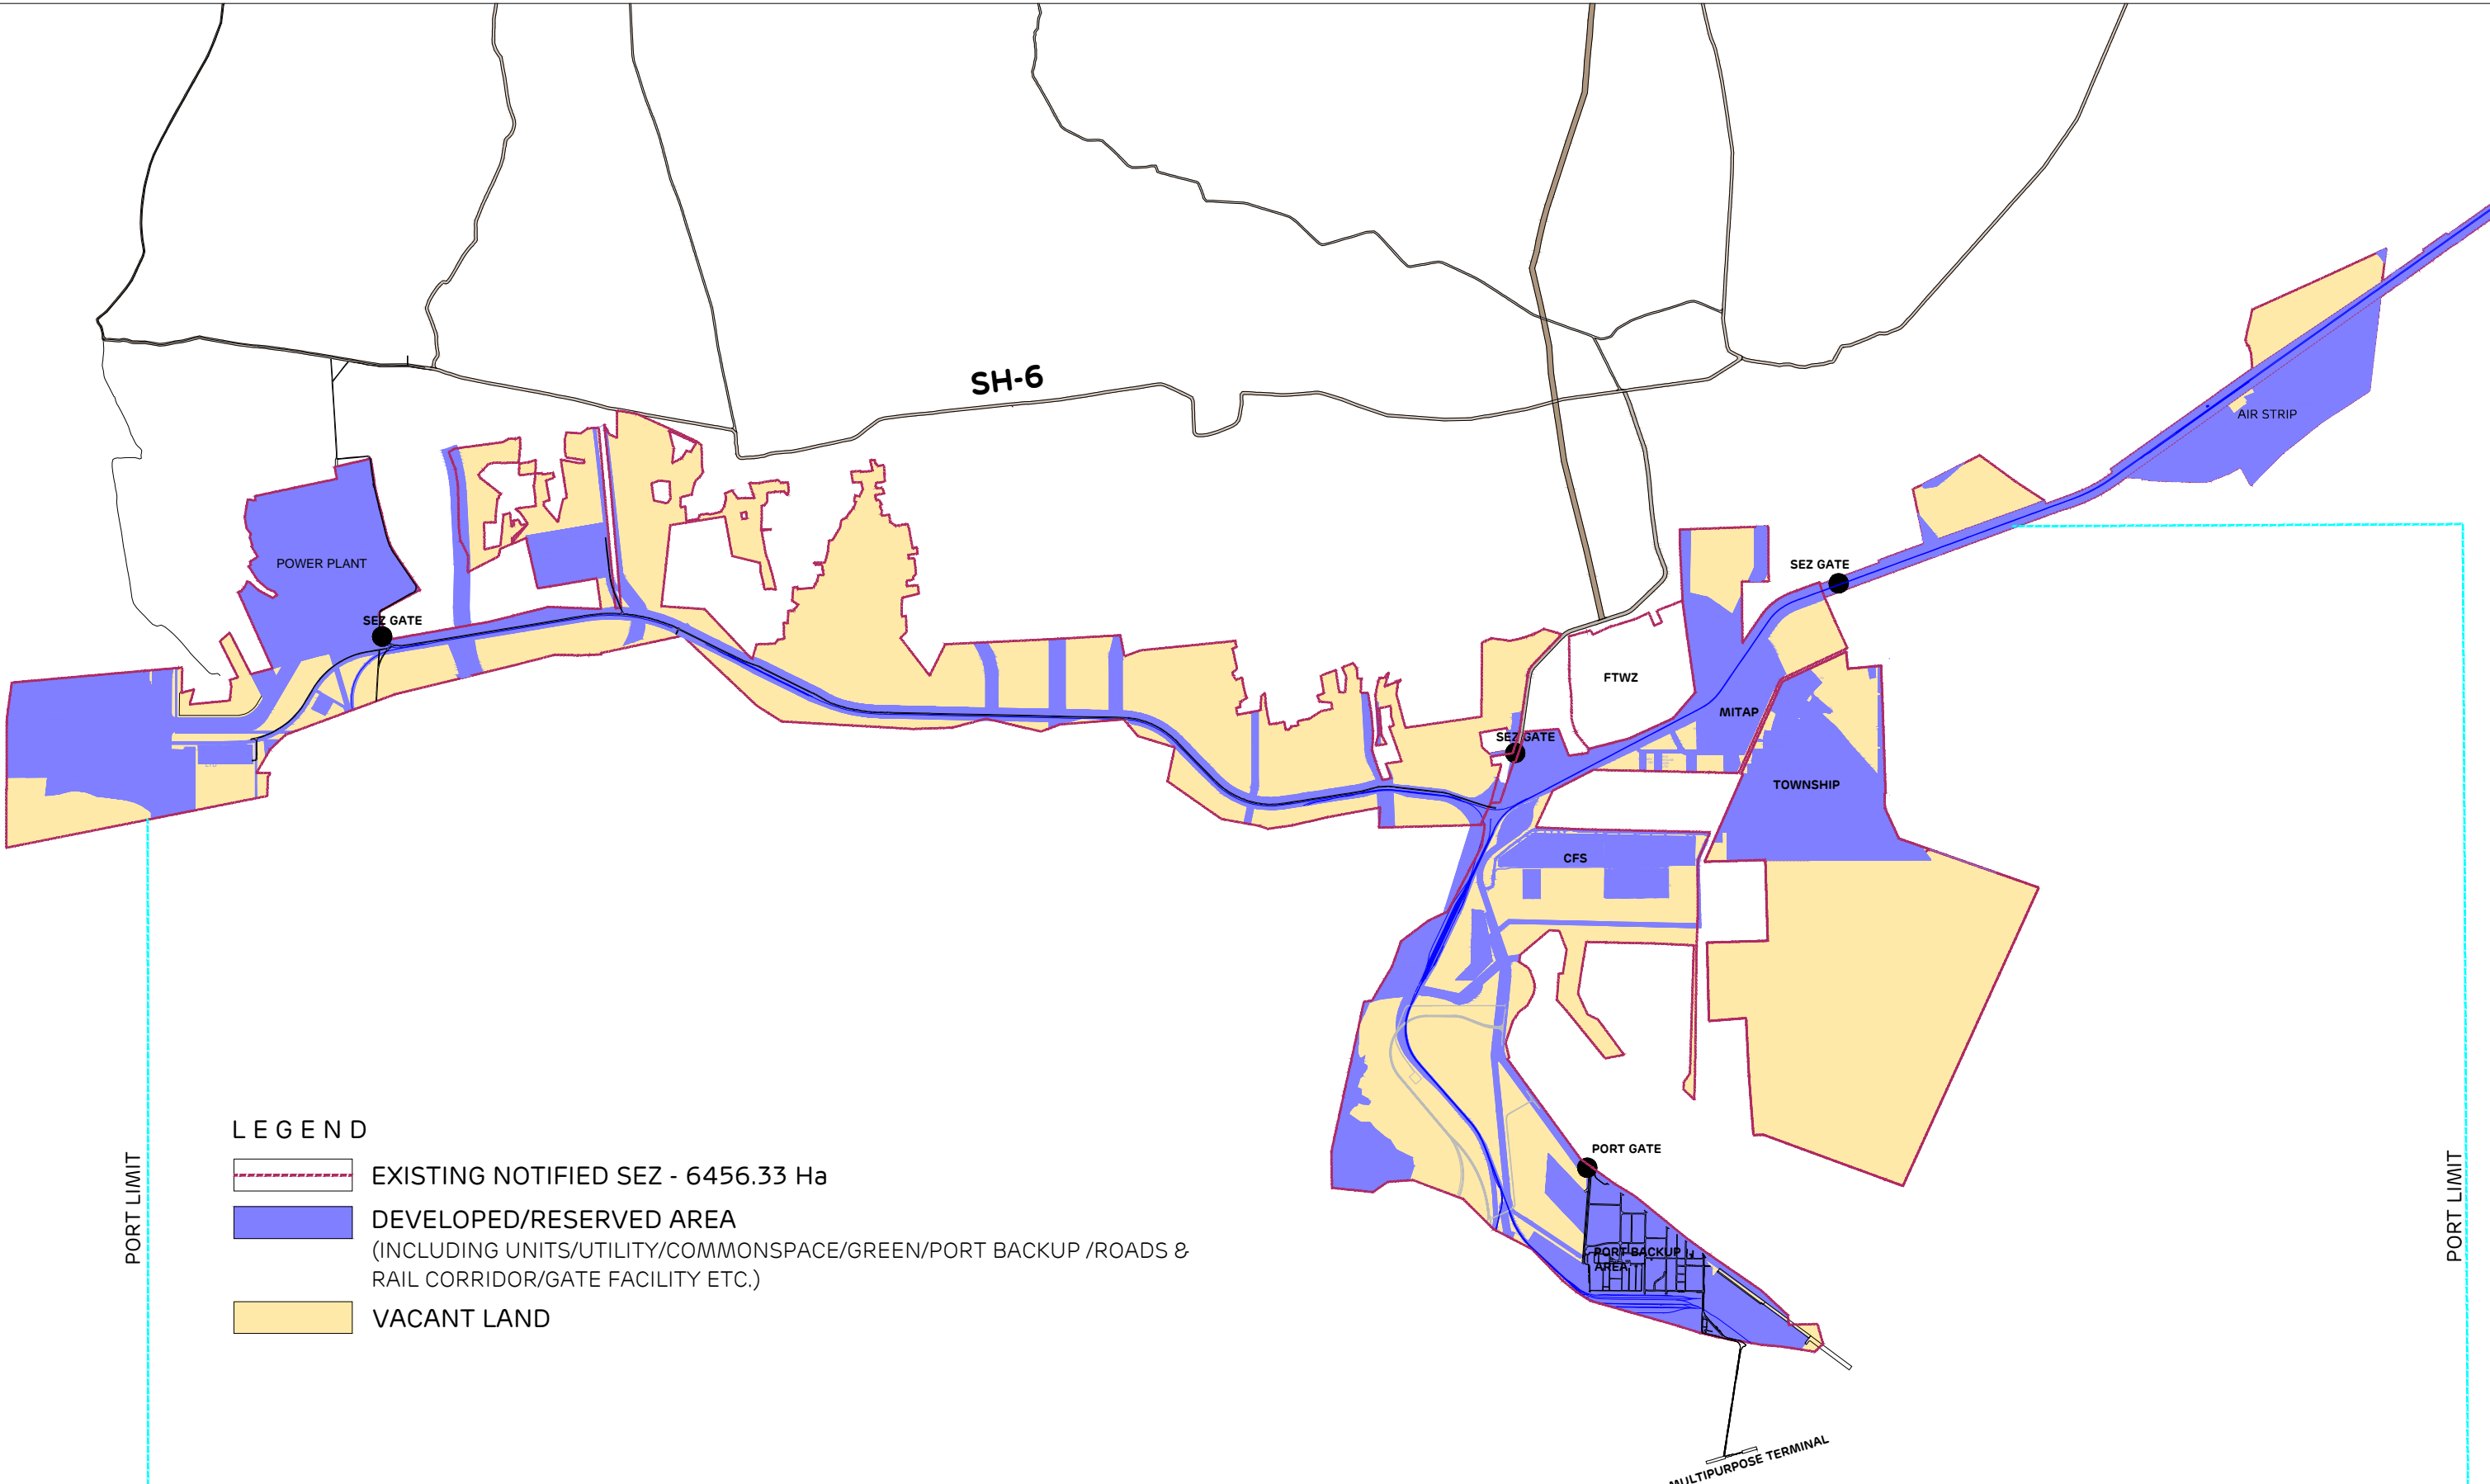 SH-6
AIR STRIP
POWER PLANT
SEZ GATE
SEZ GATE
FTWZ
MITAP
SEZ GATE
TOWNSHIP
CFS
LEGEND
EXISTING NOTIFIED SEZ - 6456.33 Ha
DEVELOPED/RESERVED AREA
(INCLUDING UNITS/UTILITY/COMMONSPACE/GREEN/PORT BACKUP /ROADS &
RAIL CORRIDOR/GATE FACILITY ETC.)
VACANT LAND
PORT LIMIT
PORT GATE
PORT BACKUP
AREA
PORT LIMIT
MULTIPURPOSE TERMINAL